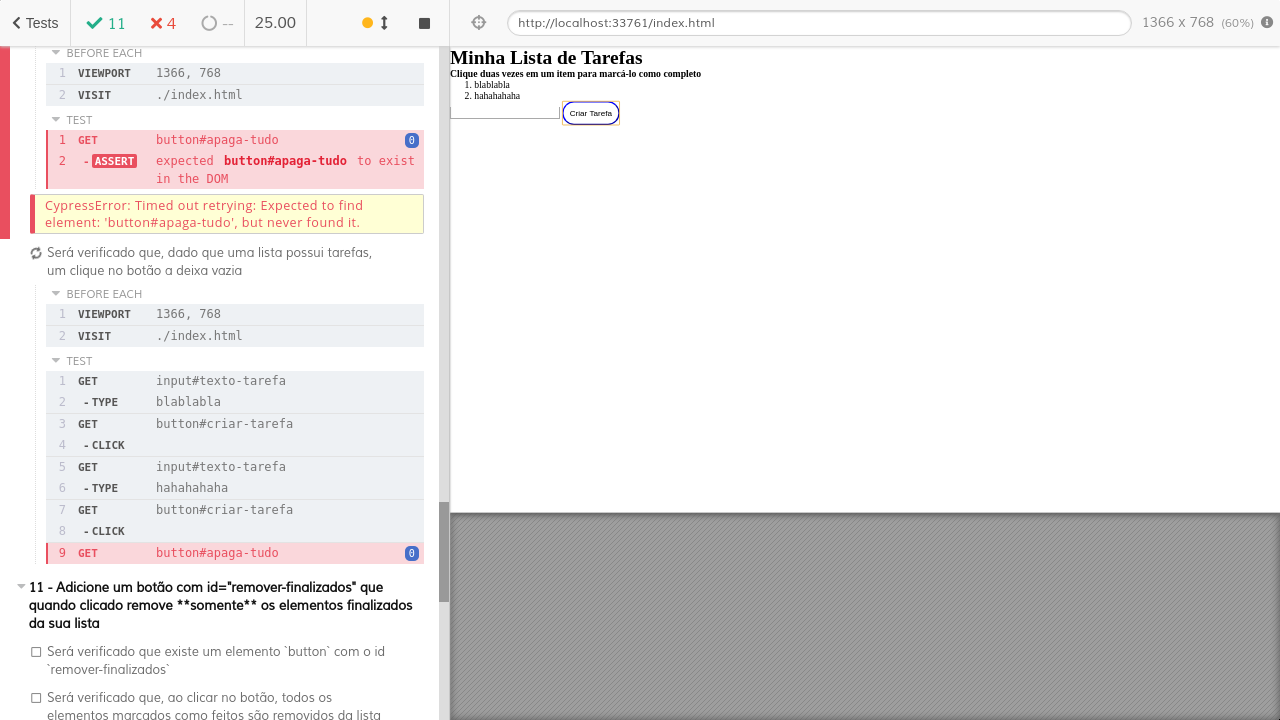 Tests
11
4
--
25.00
http://localhost:33761/index.html
1366 x 768 (60%)
BEFORE EACH
1 VIEWPORT 1366, 768
2 VISIT ./index.html
TEST
1 GET button#apaga-tudo 0
2 -ASSERT expected button#apaga-tudo to exist
in the DOM
CypressError: Timed out retrying: Expected to find
element: 'button#apaga-tudo', but never found it.
Será verificado que, dado que uma lista possui tarefas,
um clique no botão a deixa vazia
BEFORE EACH
1 VIEWPORT 1366, 768
2 VISIT ./index.html
TEST
1 GET input#texto-tarefa
2 -TYPE blablabla
3 GET button#criar-tarefa
4 -CLICK
5 GET input#texto-tarefa
6 -TYPE hahahahaha
7 GET button#criar-tarefa
8 -CLICK
9 GET button#apaga-tudo 0
11 - Adicione um botão com id="remover-finalizados" que
quando clicado remove **somente** os elementos finalizados
da sua lista
Será verificado que existe um elemento `button` com o id
`remover-finalizados`
Será verificado que, ao clicar no botão, todos os
elementos marcados como feitos são removidos da lista
Minha Lista de Tarefas
Clique duas vezes em um item para marcá-lo como completo
1. blablabla
2. hahahahaha
Criar Tarefa